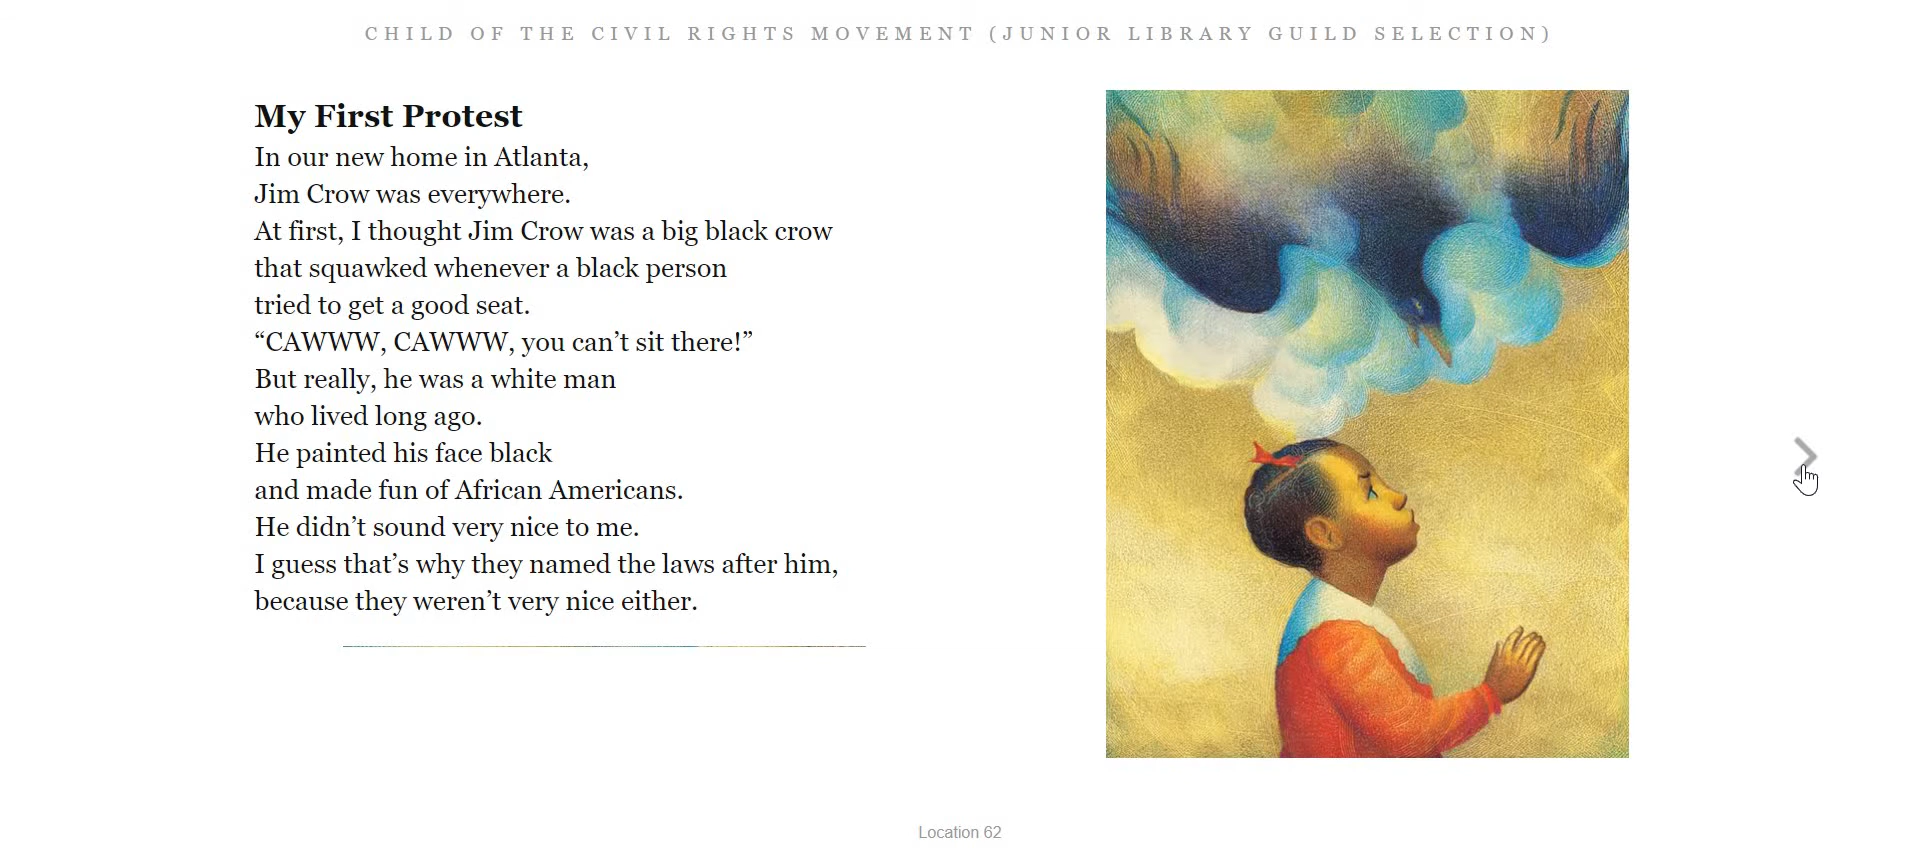 CHILD OF THE CIVIL RIGHTS MOVEMENT (JUNIOR LIBRARY GUILD SELECTION)
My First Protest
In our new home in Atlanta,
Jim Crow was everywhere.
At first, I thought Jim Crow was a big black crow
that squawked whenever a black person
tried to get a good seat.
“CAWWW, CAWWW, you can’t sit there!”
But really, he was a white man
who lived long ago.
He painted his face black
and made fun of African Americans.
He didn’t sound very nice to me.
I guess that’s why they named the laws after him,
because they weren’t very nice either.
Location 62